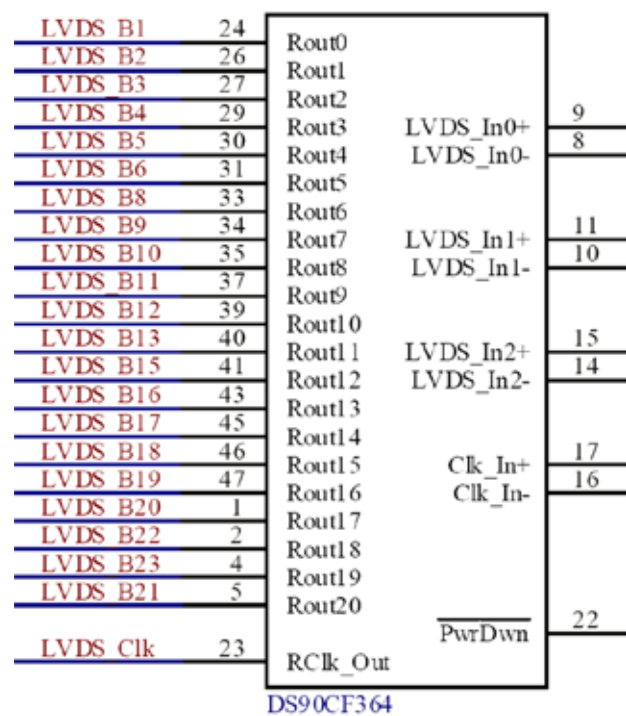 LVDS_B1 24 Rout0
LVDS_B2 26 Rout1
LVDS_B3 27 Rout2
LVDS_B4 29 Rout3 LVDS_In0+ 9
LVDS_B5 30 Rout4 LVDS_In0- 8
LVDS_B6 31 Rout5
LVDS_B8 33 Rout6
LVDS_B9 34 Rout7 LVDS_In1+ 11
LVDS_B10 35 Rout8 LVDS_In1- 10
LVDS_B11 37 Rout9
LVDS_B12 39 Rout10
LVDS_B13 40 Rout11 LVDS_In2+ 15
LVDS_B15 41 Rout12 LVDS_In2- 14
LVDS_B16 43 Rout13
LVDS_B17 45 Rout14
LVDS_B18 46 Rout15 Clk_In+ 17
LVDS_B19 47 Rout16 Clk_In- 16
LVDS_B20 1 Rout17
LVDS_B22 2 Rout18
LVDS_B23 4 Rout19
LVDS_B21 5 Rout20
PwrDwn 22
LVDS_Clk 23 RClk_Out
DS90CF364